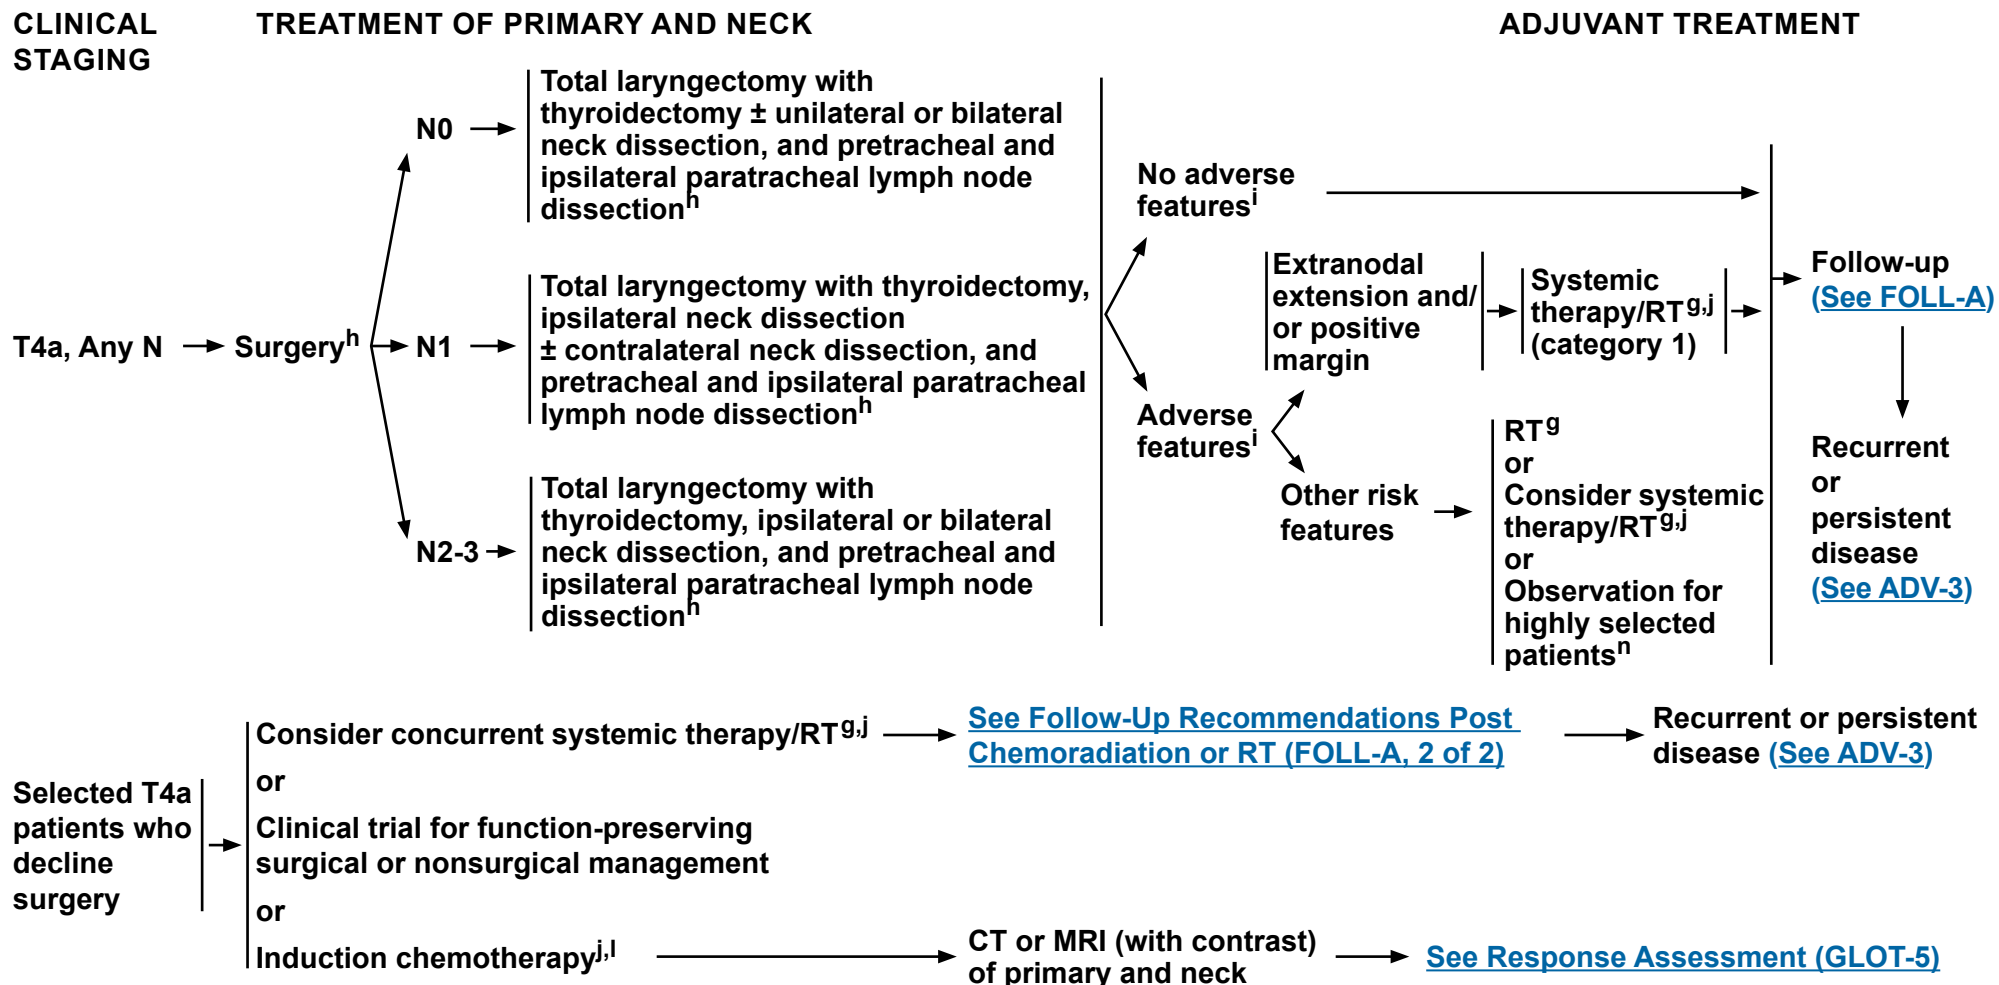 CLINICAL
STAGING
TREATMENT OF PRIMARY AND NECK
ADJUVANT TREATMENT
T4a, Any N
Surgeryh
N0
Total laryngectomy with
thyroidectomy ± unilateral or bilateral
neck dissection, and pretracheal and
ipsilateral paratracheal lymph node
dissectionh
N1
Total laryngectomy with thyroidectomy,
ipsilateral neck dissection
± contralateral neck dissection, and
pretracheal and ipsilateral paratracheal
lymph node dissectionh
N2-3
Total laryngectomy with
thyroidectomy, ipsilateral or bilateral
neck dissection, and pretracheal and
ipsilateral paratracheal lymph node
dissectionh
No adverse
featuresi
Adverse
featuresi
Extranodal
extension and/
or positive
margin
Systemic
therapy/RTg,j
(category 1)
Other risk
features
RTg
or
Consider systemic
therapy/RTg,j
or
Observation for
highly selected
patientsn
Follow-up
(See FOLL-A)
Recurrent
or
persistent
disease
(See ADV-3)
Selected T4a
patients who
decline
surgery
Consider concurrent systemic therapy/RTg,j
or
Clinical trial for function-preserving
surgical or nonsurgical management
or
Induction chemotherapyj,l
See Follow-Up Recommendations Post
Chemoradiation or RT (FOLL-A, 2 of 2)
Recurrent or persistent
disease (See ADV-3)
CT or MRI (with contrast)
of primary and neck
See Response Assessment (GLOT-5)